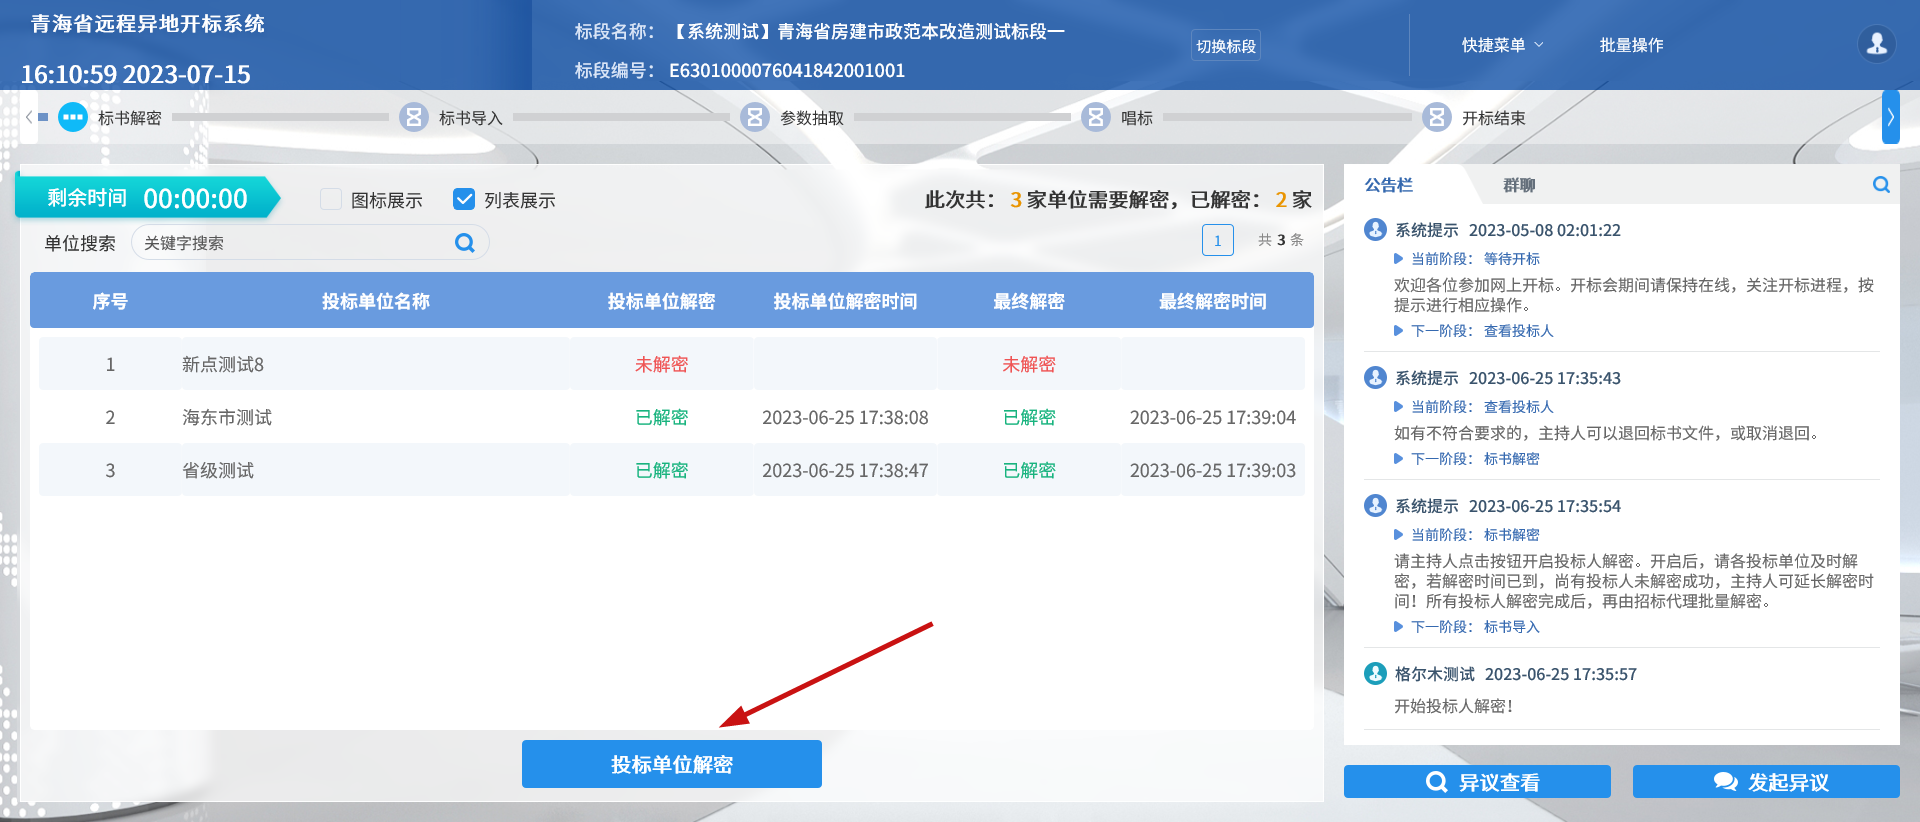 青海省远程异地开标系统
16:10:59 2023-07-15
标段名称： 【系统测试】青海省房建市政范本改造测试标段一
标段编号： E6301000076041842001001
切换标段
快捷菜单
批量操作
标书解密
标书导入
参数抽取
唱标
开标结束
剩余时间 00:00:00
图标展示
列表展示
此次共： 3 家单位需要解密，已解密： 2 家
单位搜索
关键字搜索
1
共 3 条
序号 投标单位名称 投标单位解密 投标单位解密时间 最终解密 最终解密时间
1 新点测试8 未解密 未解密
2 海东市测试 已解密 2023-06-25 17:38:08 已解密 2023-06-25 17:39:04
3 省级测试 已解密 2023-06-25 17:38:47 已解密 2023-06-25 17:39:03
投标单位解密
公告栏
群聊
系统提示 2023-05-08 02:01:22
当前阶段： 等待开标
欢迎各位参加网上开标。开标会期间请保持在线，关注开标进程，按
提示进行相应操作。
下一阶段： 查看投标人
系统提示 2023-06-25 17:35:43
当前阶段： 查看投标人
如有不符合要求的，主持人可以退回标书文件，或取消退回。
下一阶段： 标书解密
系统提示 2023-06-25 17:35:54
当前阶段： 标书解密
请主持人点击按钮开启投标人解密。开启后，请各投标单位及时解
密，若解密时间已到，尚有投标人未解密成功，主持人可延长解密时
间！所有投标人解密完成后，再由招标代理批量解密。
下一阶段： 标书导入
格尔木测试 2023-06-25 17:35:57
开始投标人解密！
异议查看
发起异议